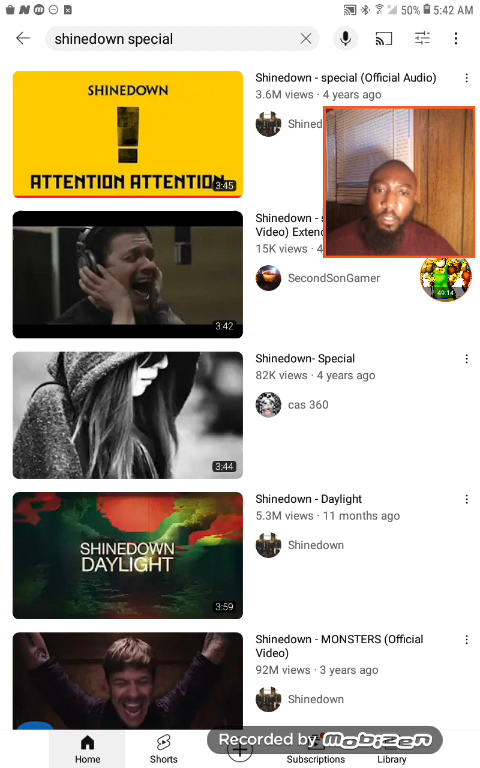 50% 5:42 AM
shinedown special
SHINEDOWN
ATTENTION ATTENTION
3:45
Shinedown - special (Official Audio)
3.6M views · 4 years ago
Shined
3:42
Shinedown - s
Video) Extend
15K views · 4
SecondSonGamer
49:14
3:44
Shinedown- Special
82K views · 4 years ago
cas 360
SHINEDOWN
DAYLIGHT
3:59
Shinedown - Daylight
5.3M views · 11 months ago
Shinedown
Shinedown - MONSTERS (Official
Video)
92M views · 3 years ago
Shinedown
Recorded by MOBIZEN
Home
Shorts
Subscriptions
Library